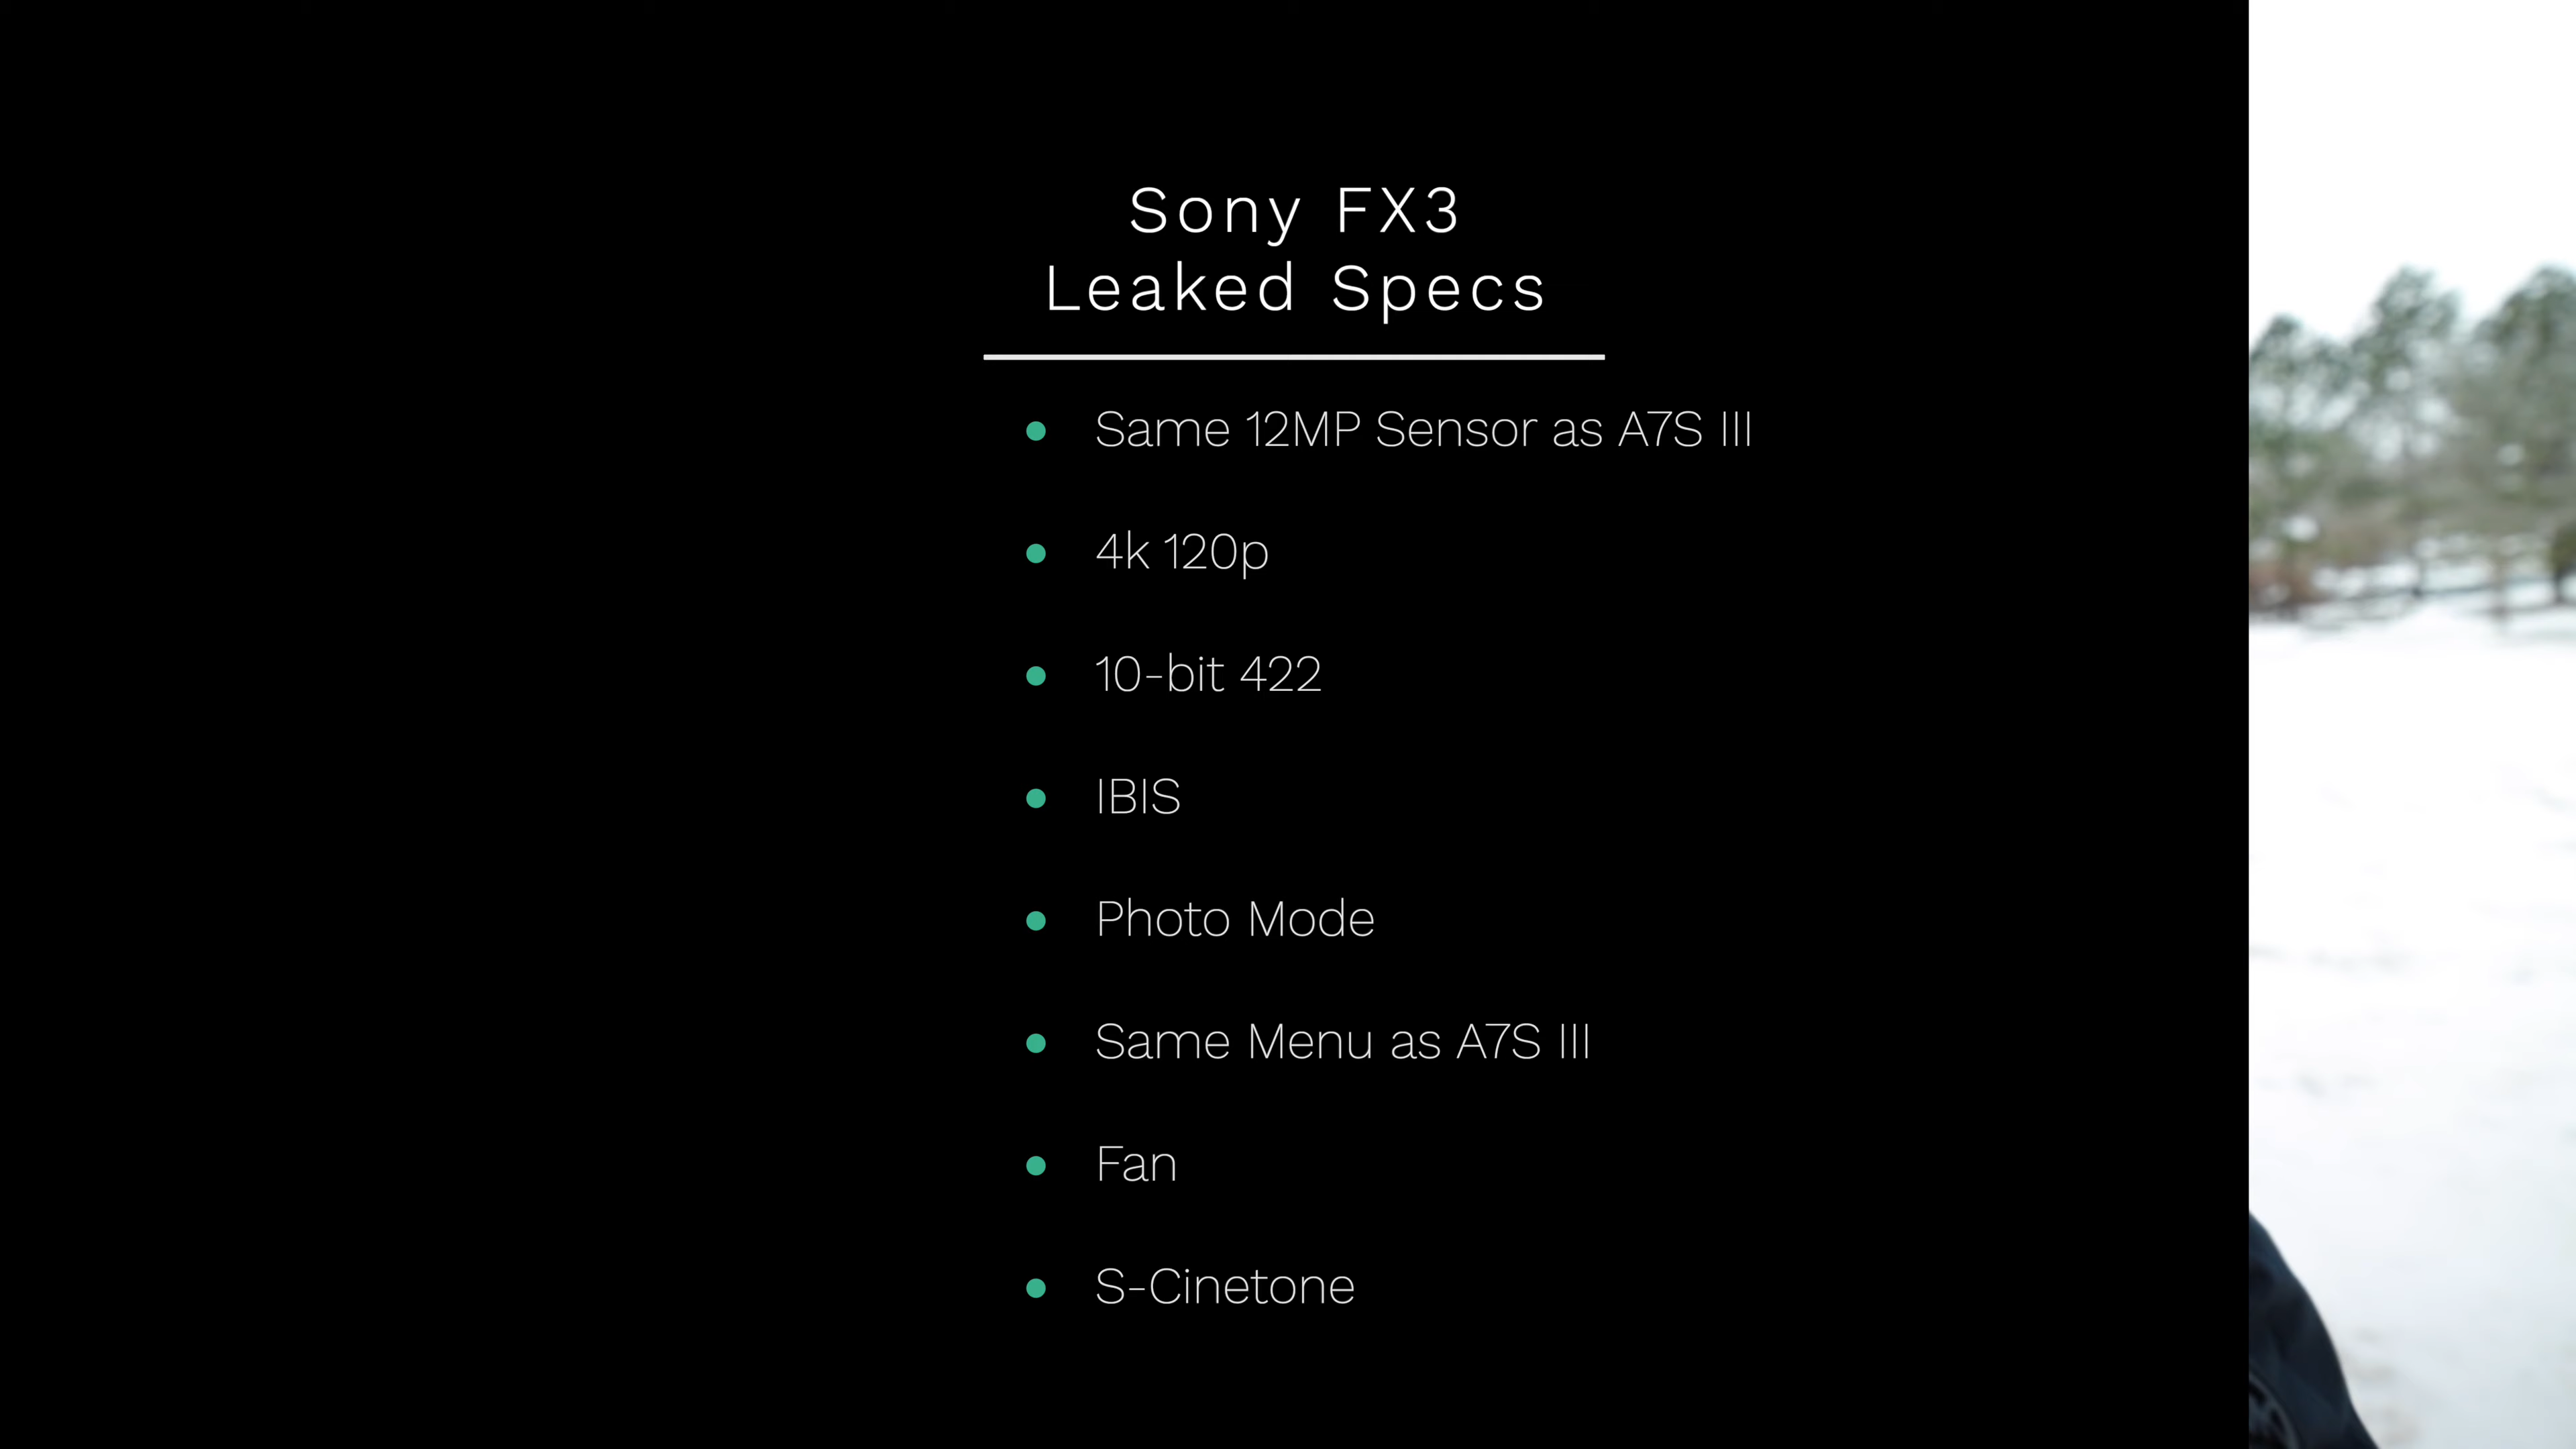 Sony FX3
Leaked Specs
Same 12MP Sensor as A7S III
4k 120p
10-bit 422
IBIS
Photo Mode
Same Menu as A7S III
Fan
S-Cinetone